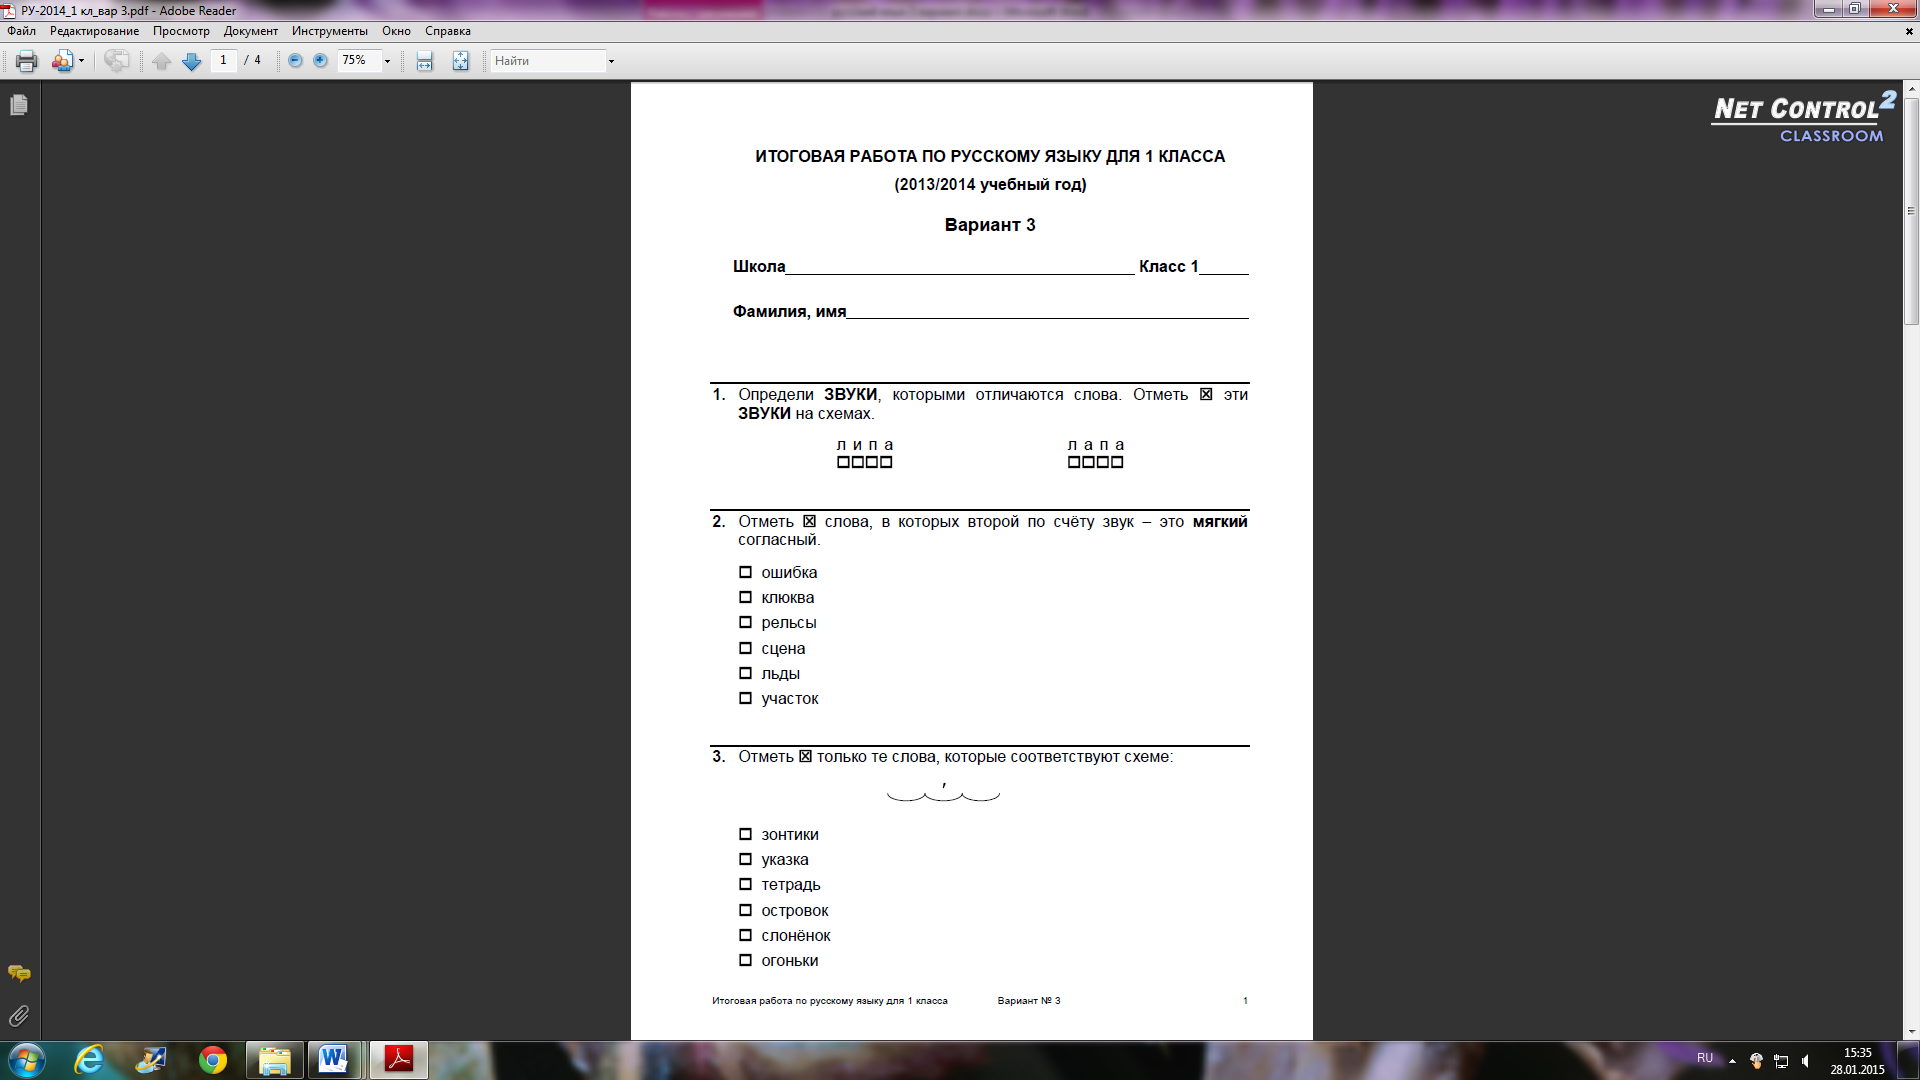 РУ-2014_1 кл_вар 3.pdf - Adobe Reader
Файл Редактирование Просмотр Документ Инструменты Окно Справка
1 / 4 75% Найти
NET CONTROL 2
CLASSROOM
ИТОГОВАЯ РАБОТА ПО РУССКОМУ ЯЗЫКУ ДЛЯ 1 КЛАССА
(2013/2014 учебный год)
Вариант 3
Школа Класс 1
Фамилия, имя
1. Определи ЗВУКИ, которыми отличаются слова. Отметь ☒ эти
ЗВУКИ на схемах.
л и п а л а п а
☐☐☐☐ ☐☐☐☐
2. Отметь ☒ слова, в которых второй по счёту звук – это мягкий
согласный.
☐ ошибка
☐ клюква
☐ рельсы
☐ сцена
☐ льды
☐ участок
3. Отметь ☒ только те слова, которые соответствуют схеме:
☐ зонтики
☐ указка
☐ тетрадь
☐ островок
☐ слонёнок
☐ огоньки
Итоговая работа по русскому языку для 1 класса Вариант № 3 1
RU 15:35
28.01.2015